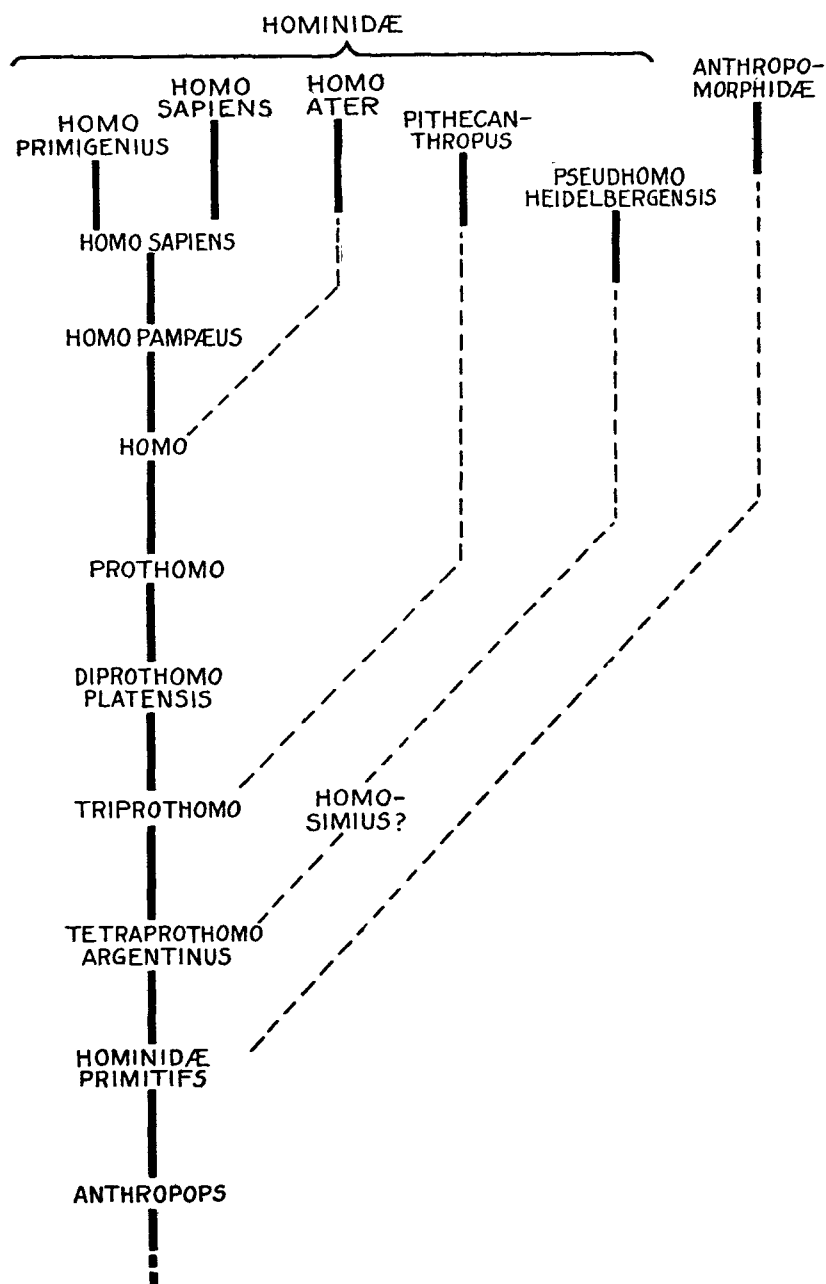 HOMINIDÆ
ANTHROPO-
MORPHIDÆ
HOMO
SAPIENS
HOMO
ATER
HOMO
PRIMIGENIUS
PITHECAN-
THROPUS
PSEUDHOMO
HEIDELBERGENSIS
HOMO SAPIENS
HOMO PAMPÆUS
HOMO
PROTHOMO
DIPROTHOMO
PLATENSIS
TRIPROTHOMO
HOMO-
SIMIUS?
TETRAPROTHOMO
ARGENTINUS
HOMINIDÆ
PRIMITIFS
ANTHROPOPS